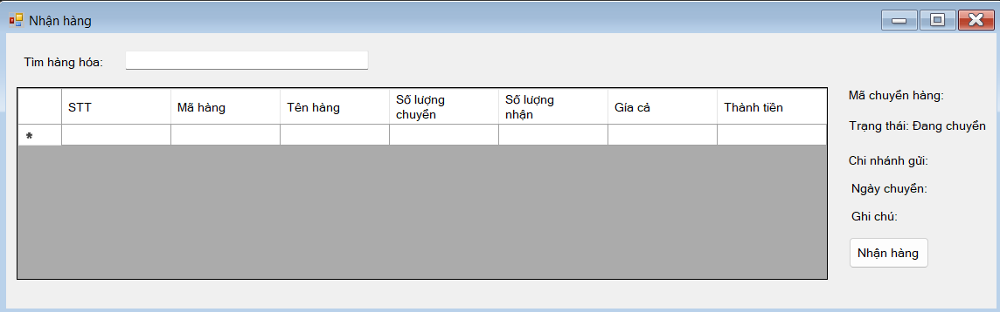 Nhận hàng
Tìm hàng hóa:
STT
Mã hàng
Tên hàng
Số lượng
chuyển
Số lượng
nhận
Gía cả
Thành tiền
*
Mã chuyển hàng:
Trạng thái: Đang chuyển
Chi nhánh gửi:
Ngày chuyển:
Ghi chú:
Nhận hàng